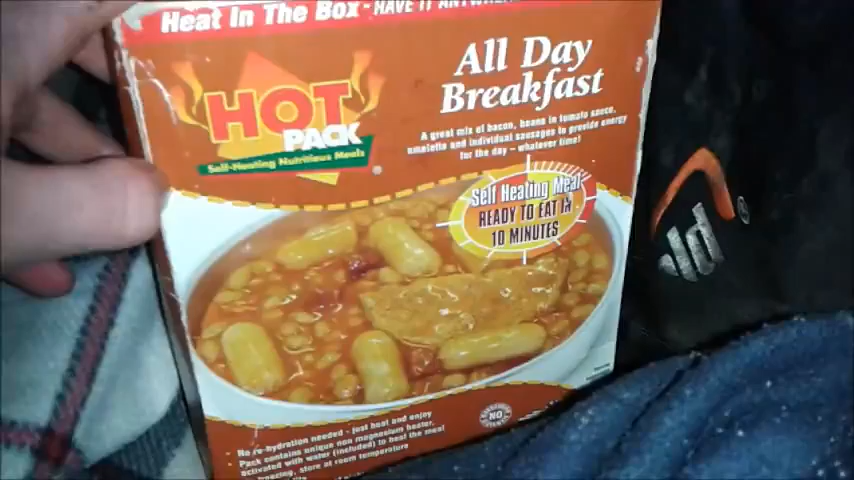 Heat In The Box - HAVE IT ANYWHERE
HOT
PACK
Self-Heating Nutritious Meals
All Day
Breakfast
A great mix of bacon, beans in tomato sauce,
omelette and individual sausages to provide energy
for the day - whatever time!
Self Heating Meal
READY TO EAT IN
10 MINUTES
No re-hydration needed - just heat and enjoy
Pack contains unique non magnesium heater,
activated with water (included) to heat the meal
store at room temperature
NO